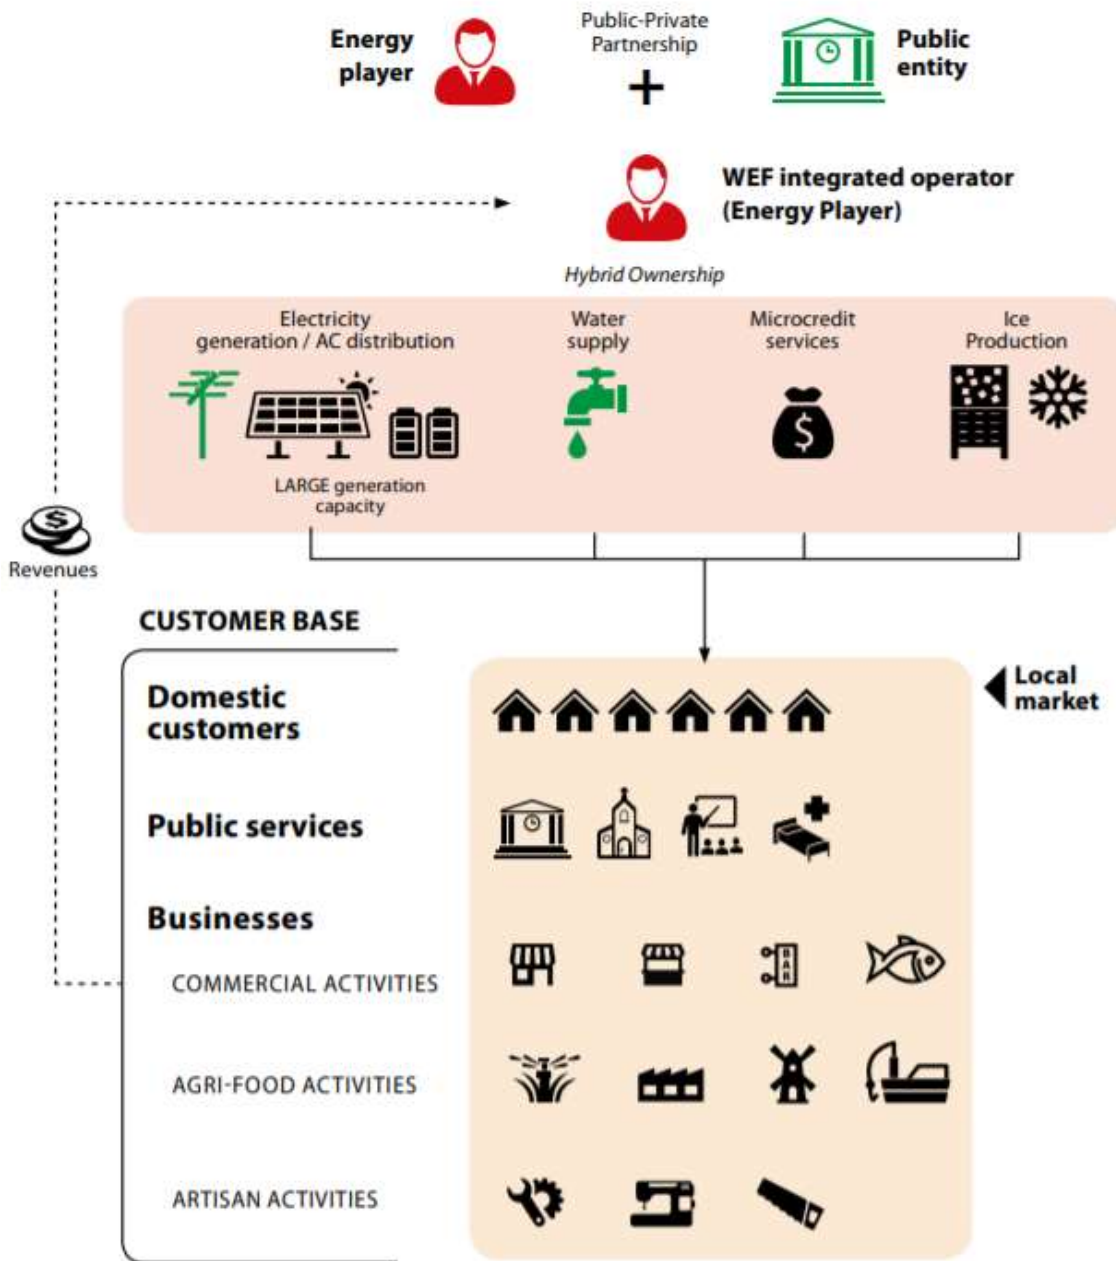 Energy
player
Public-Private
Partnership
+
Public
entity
WEF integrated operator
(Energy Player)
Hybrid Ownership
Electricity
generation / AC distribution
Water
supply
Microcredit
services
Ice
Production
$
LARGE generation
capacity
$
Revenues
CUSTOMER BASE
Local
market
Domestic
customers
Public services
Businesses
BAR
COMMERCIAL ACTIVITIES
AGRI-FOOD ACTIVITIES
ARTISAN ACTIVITIES